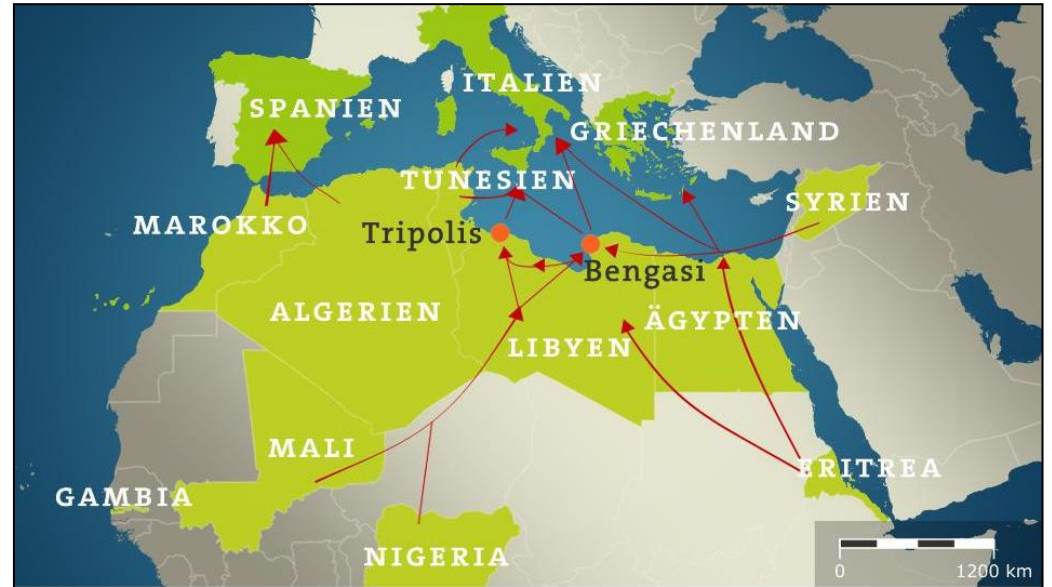 ITALIEN
SPANIEN
GRIECHENLAND
TUNESIEN
SYRIEN
MAROKKO
Tripolis
Bengasi
ALGERIEN
ÄGYPTEN
LIBYEN
MALI
ERITREA
GAMBIA
NIGERIA
0 1200 km